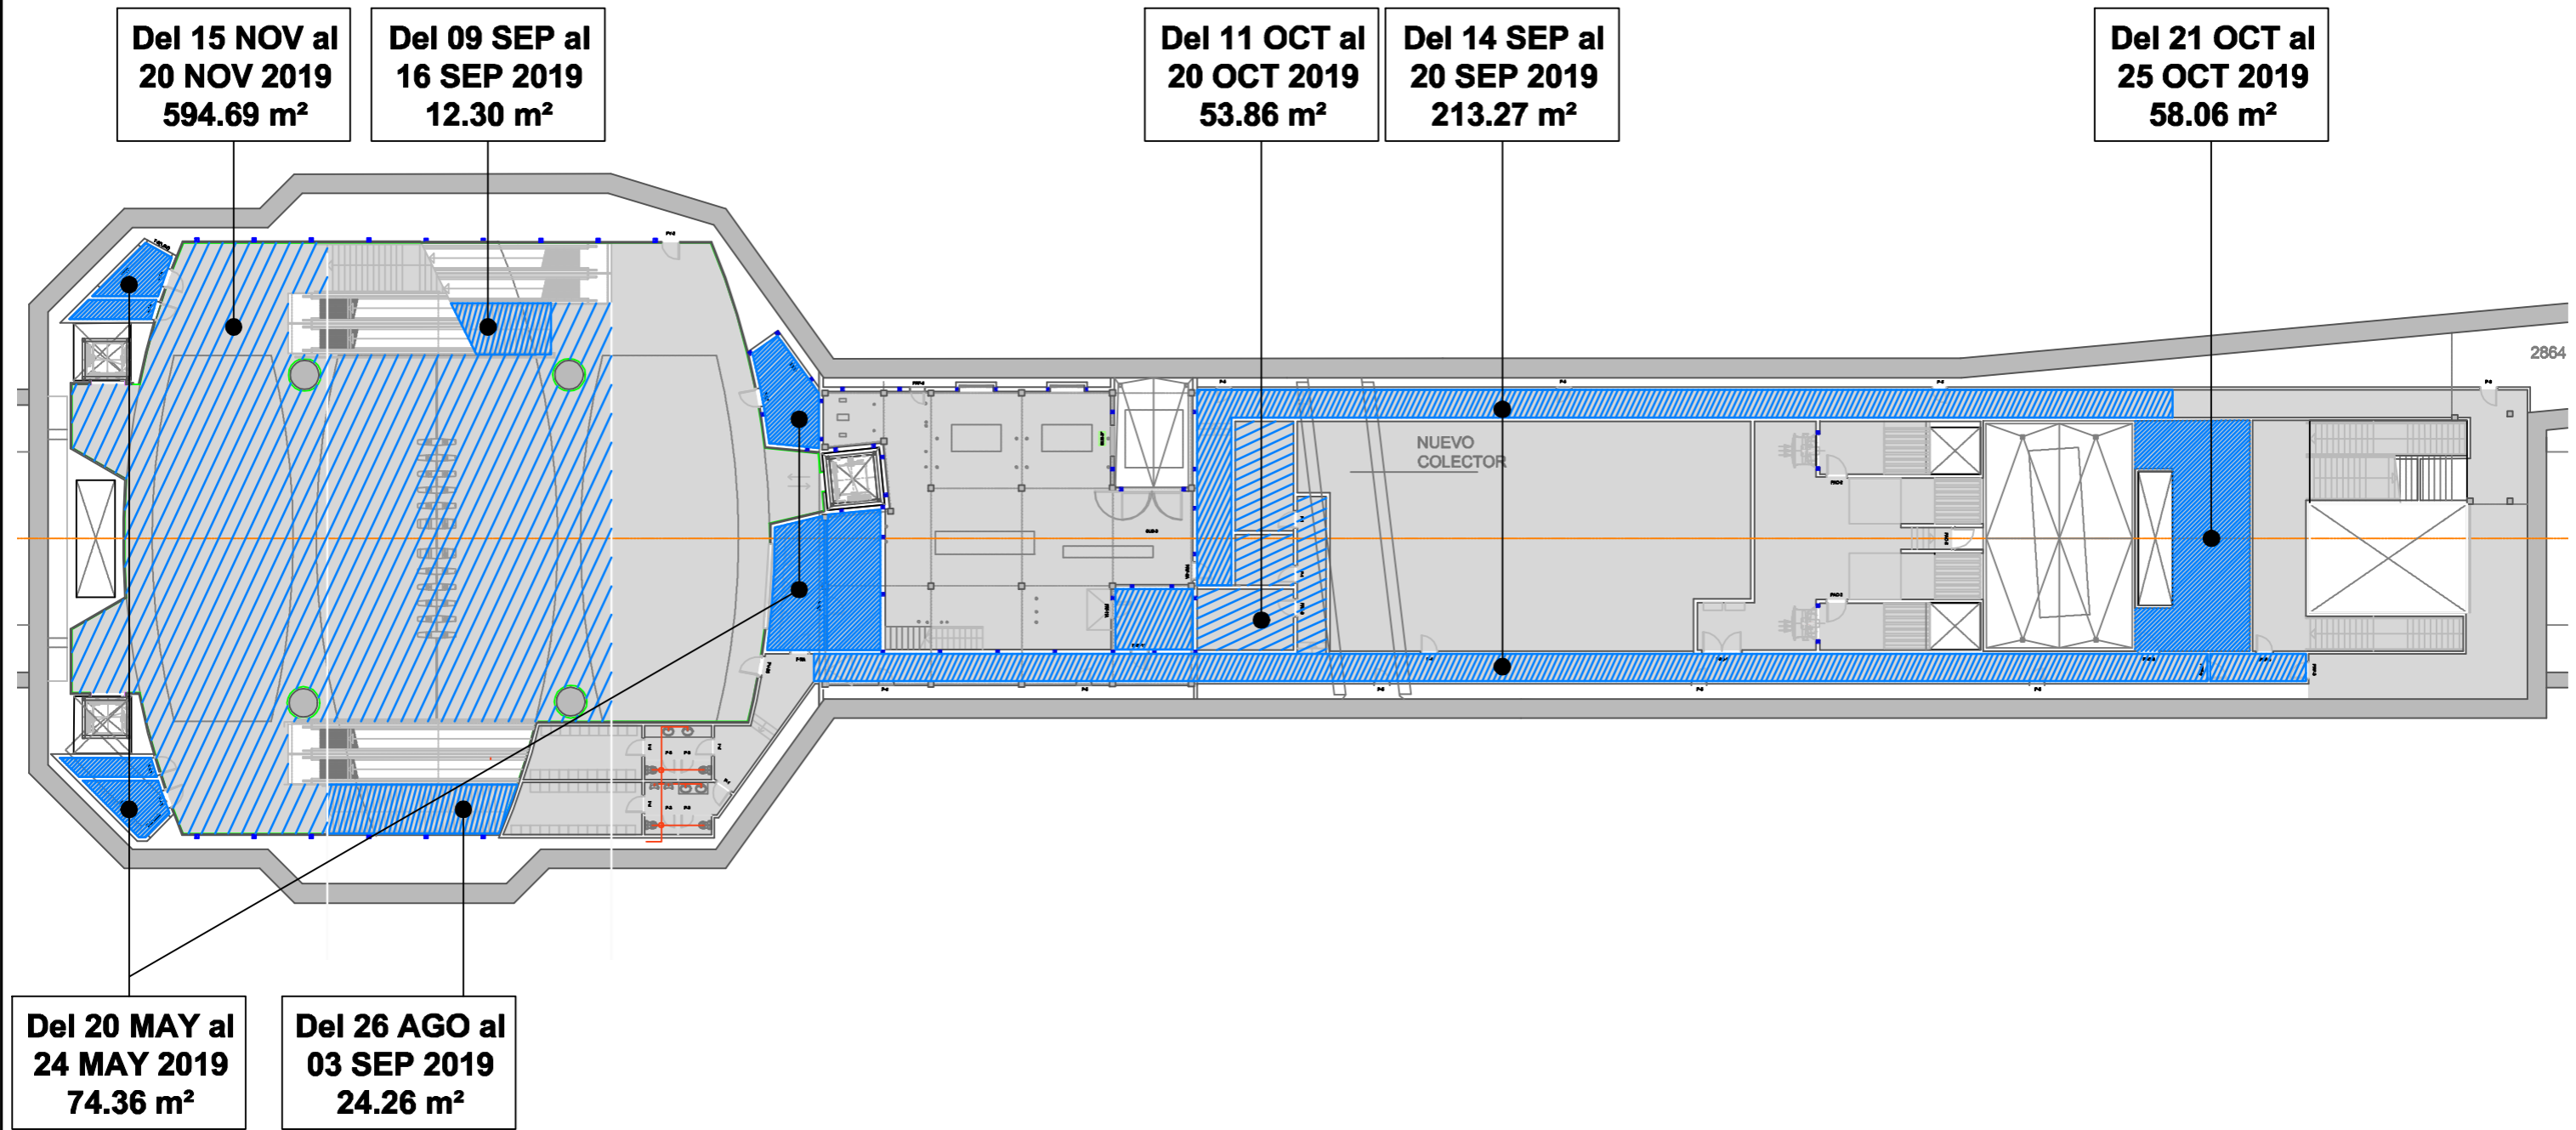 Del 15 NOV al
20 NOV 2019
594.69 m²
Del 09 SEP al
16 SEP 2019
12.30 m²
Del 11 OCT al
20 OCT 2019
53.86 m²
Del 14 SEP al
20 SEP 2019
213.27 m²
Del 21 OCT al
25 OCT 2019
58.06 m²
2864
NUEVO
COLECTOR
Del 20 MAY al
24 MAY 2019
74.36 m²
Del 26 AGO al
03 SEP 2019
24.26 m²